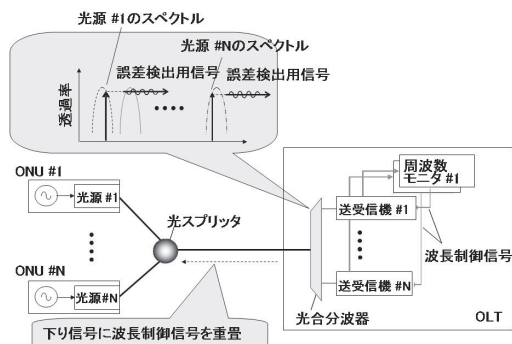 光源 #1のスペクトル
光源 #Nのスペクトル
誤差検出用信号
誤差検出用信号
透過率
ONU #1
光源#1
光スプリッタ
ONU #N
光源#N
下り信号に波長制御信号を重畳
周波数
モニタ #1
送受信機 #1
波長制御信号
送受信機 #N
光合分波器
OLT